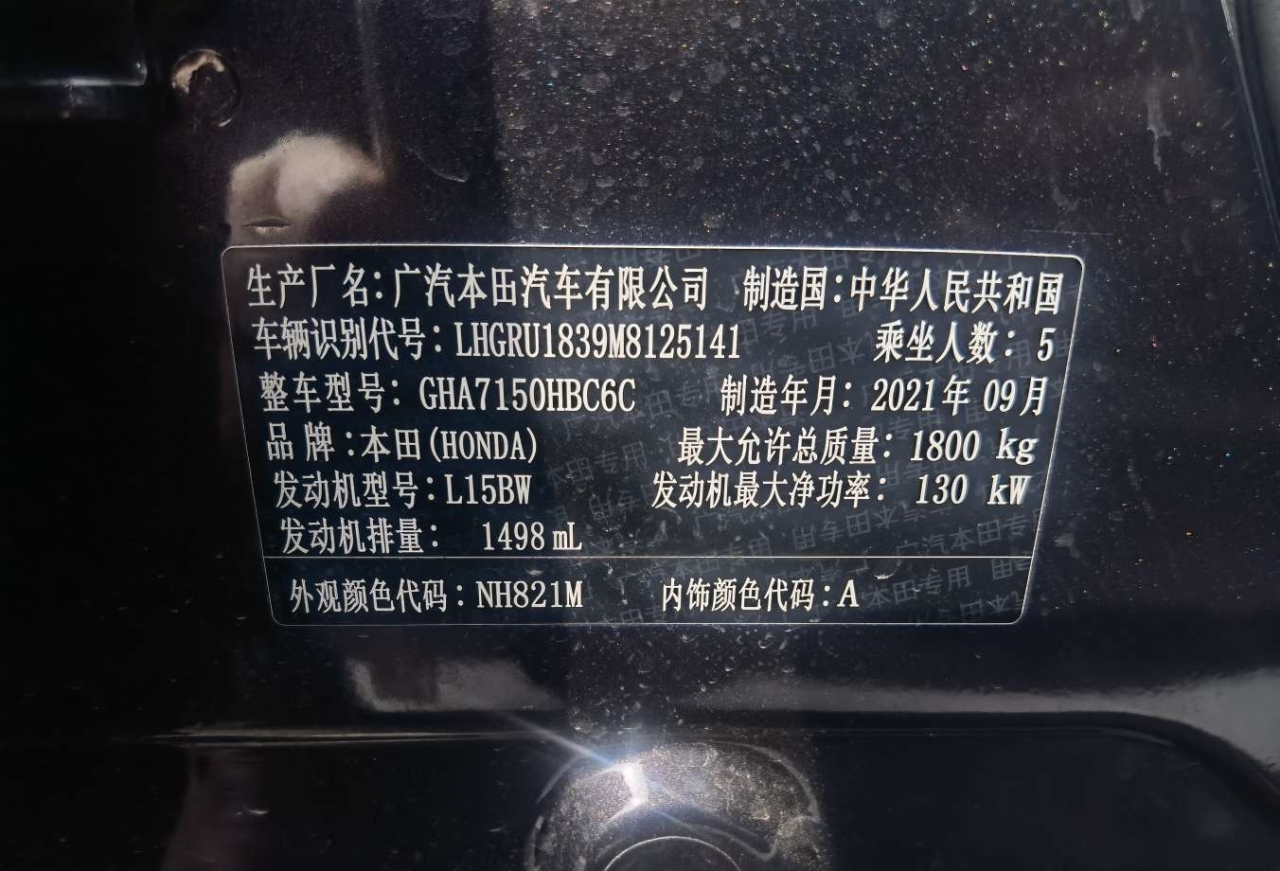 生产厂名：广汽本田汽车有限公司 制造国：中华人民共和国
车辆识别代号：LHGRU1839M8125141 乘坐人数：5
整车型号：GHA7150HBC6C 制造年月：2021年09月
品牌：本田(HONDA) 最大允许总质量：1800 kg
发动机型号：L15BW 发动机最大净功率：130 kW
发动机排量：1498 mL
外观颜色代码：NH821M 内饰颜色代码：A